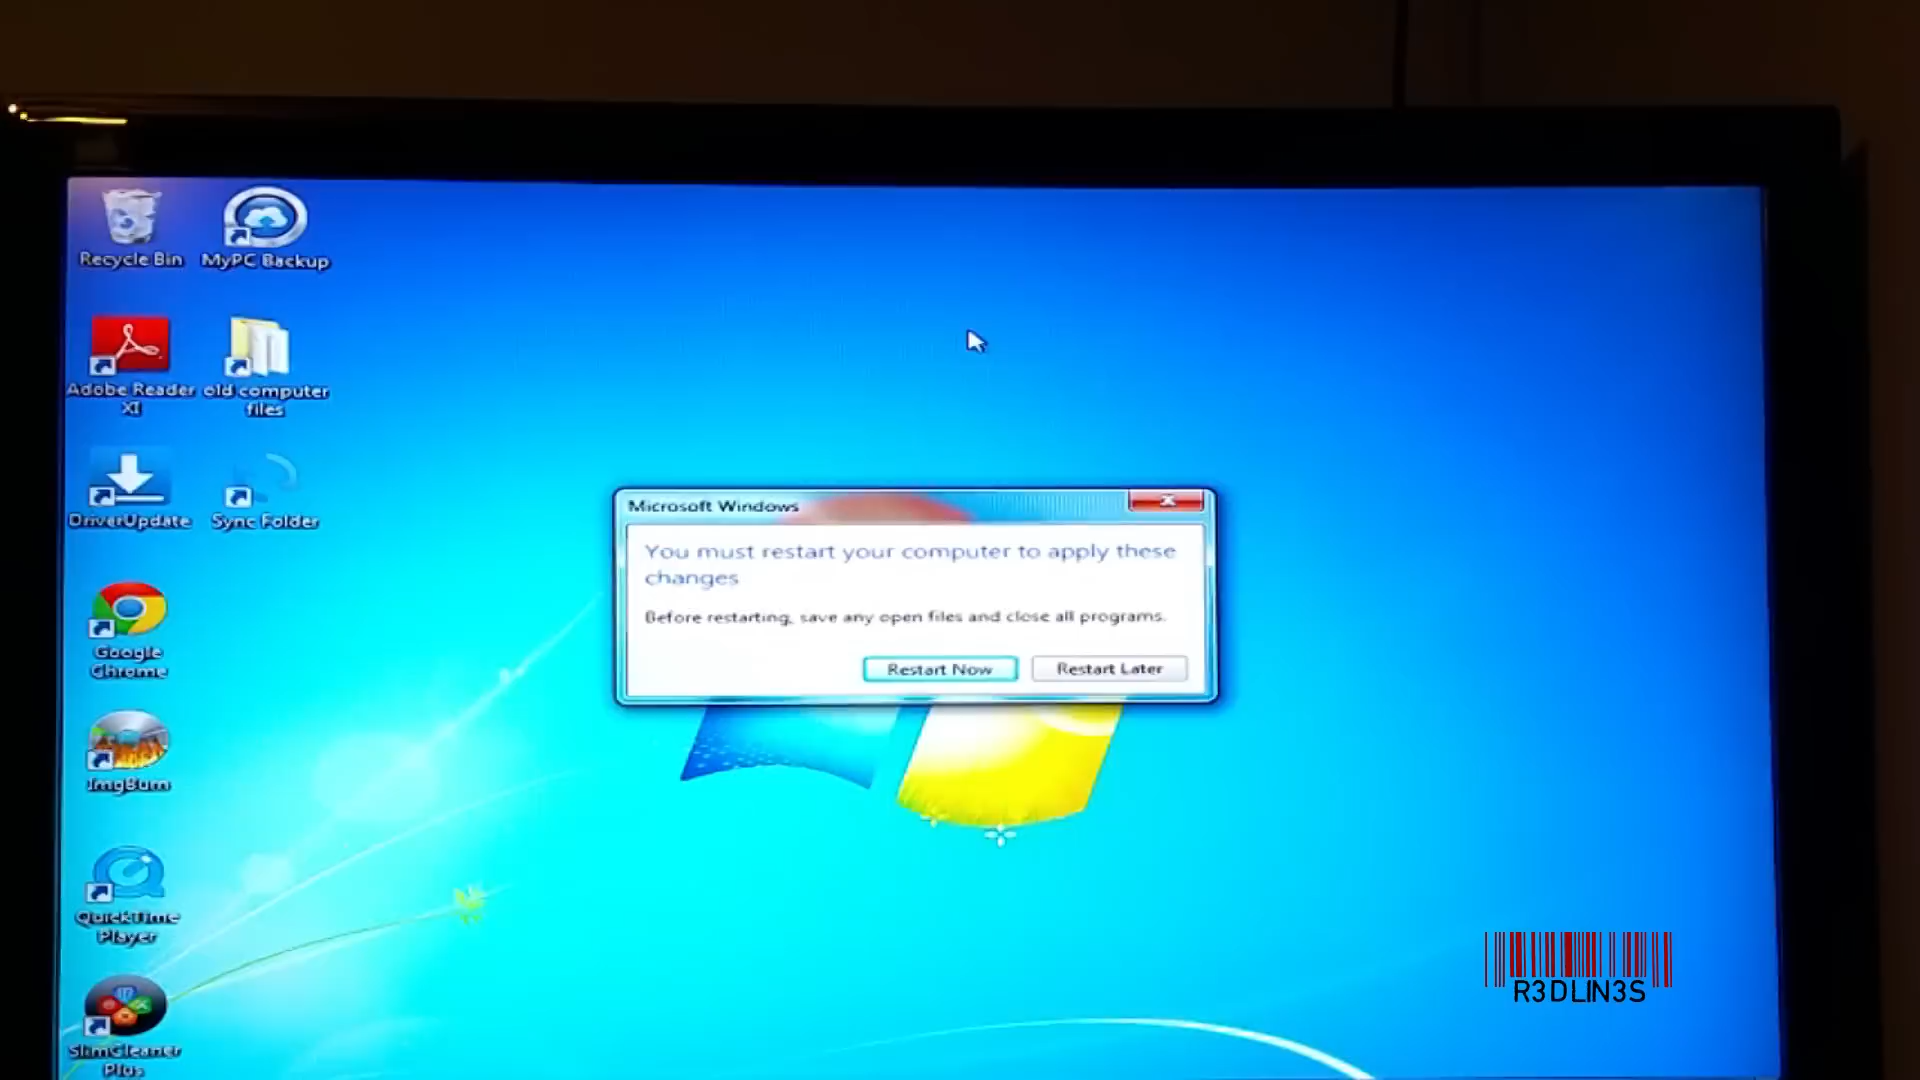 Recycle Bin
MyPC Backup
Adobe Reader
XI
old computer
files
DriverUpdate
Sync Folder
Google
Chrome
ImgBurn
QuickTime
Player
SlimCleaner
Plus
Microsoft Windows
You must restart your computer to apply these
changes
Before restarting, save any open files and close all programs.
Restart Now
Restart Later
R3DLIN3S